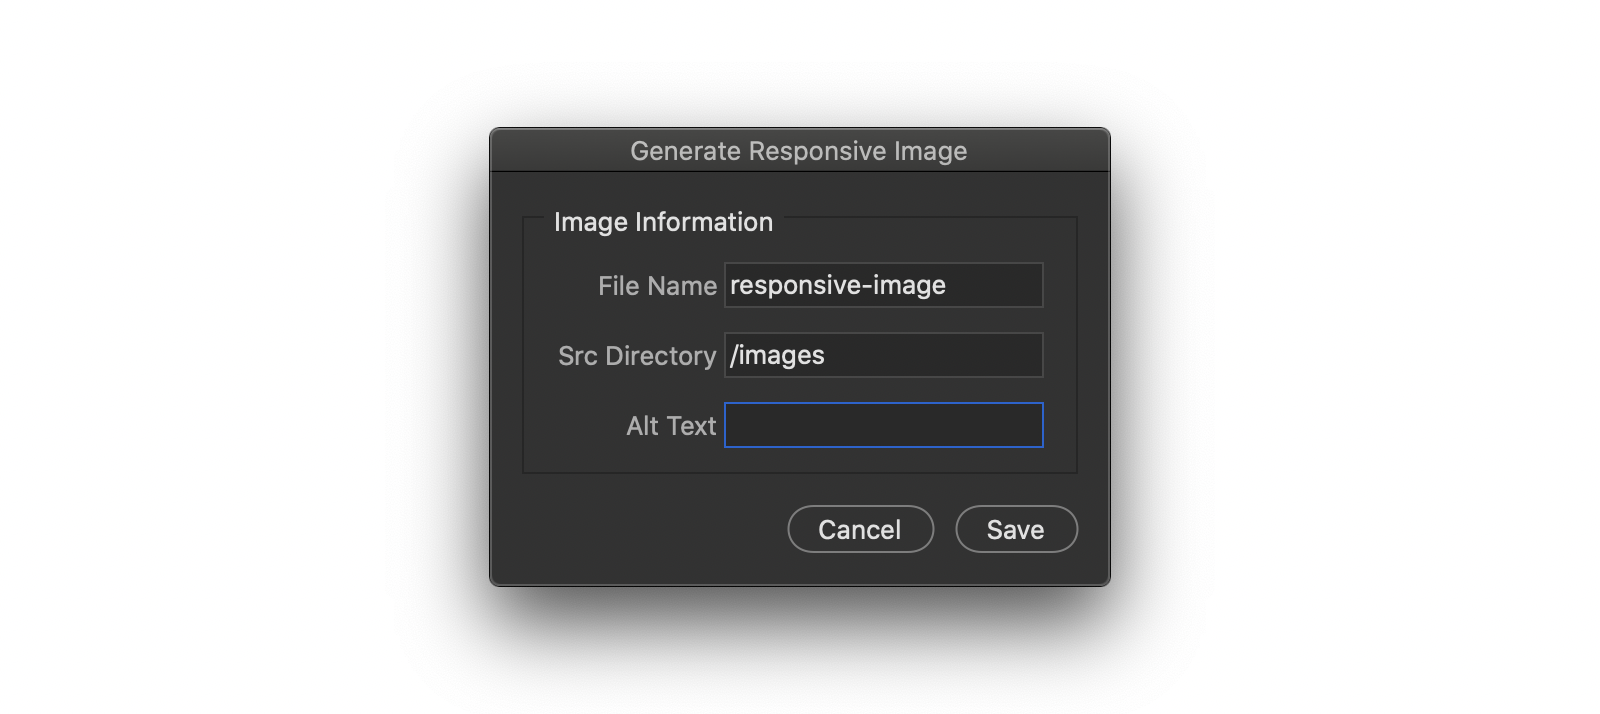 Generate Responsive Image
Image Information
File Name responsive-image
Src Directory /images
Alt Text
Cancel Save